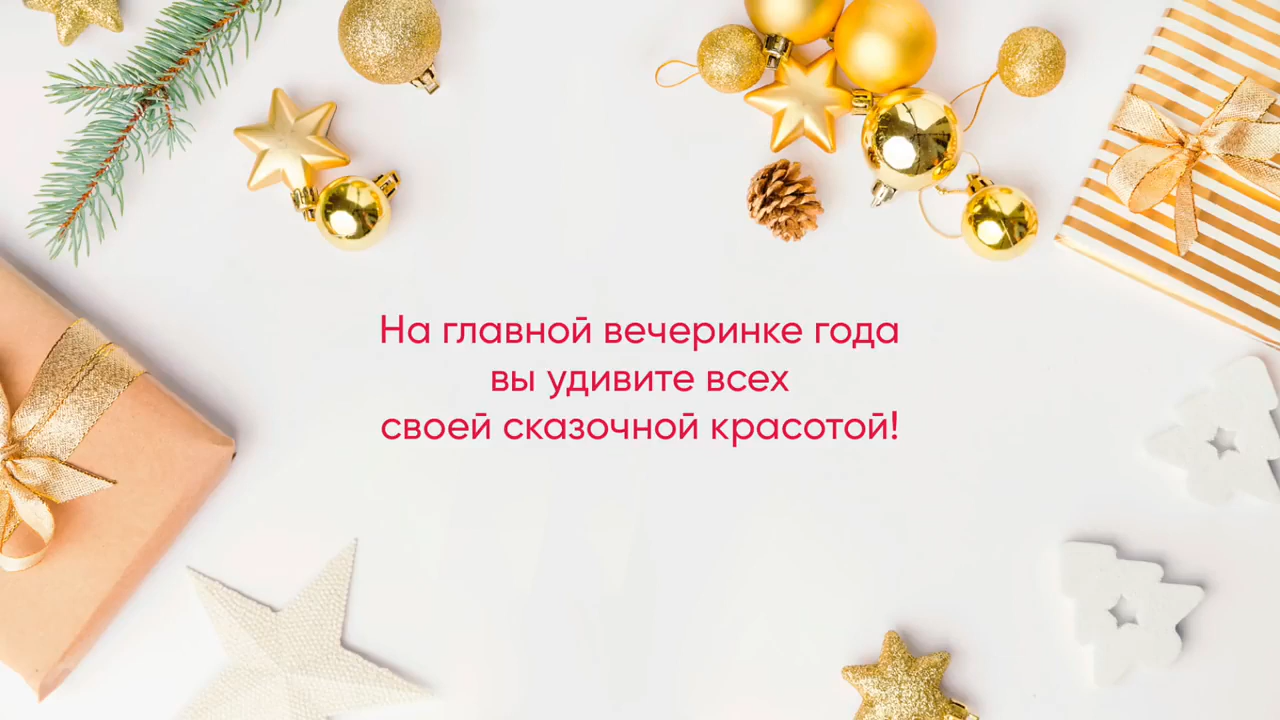 На главной вечеринке года
вы удивите всех
своей сказочной красотой!